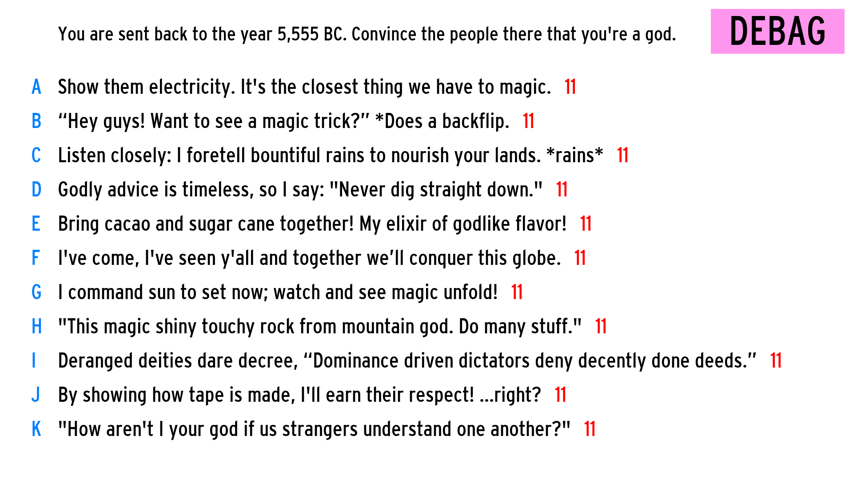 You are sent back to the year 5,555 BC. Convince the people there that you're a god.
DEBAG
A Show them electricity. It's the closest thing we have to magic. 11
B “Hey guys! Want to see a magic trick?” *Does a backflip. 11
C Listen closely: I foretell bountiful rains to nourish your lands. *rains* 11
D Godly advice is timeless, so I say: "Never dig straight down." 11
E Bring cacao and sugar cane together! My elixir of godlike flavor! 11
F I've come, I've seen y'all and together we’ll conquer this globe. 11
G I command sun to set now; watch and see magic unfold! 11
H "This magic shiny touchy rock from mountain god. Do many stuff." 11
I Deranged deities dare decree, “Dominance driven dictators deny decently done deeds.” 11
J By showing how tape is made, I'll earn their respect! ...right? 11
K "How aren't I your god if us strangers understand one another?" 11